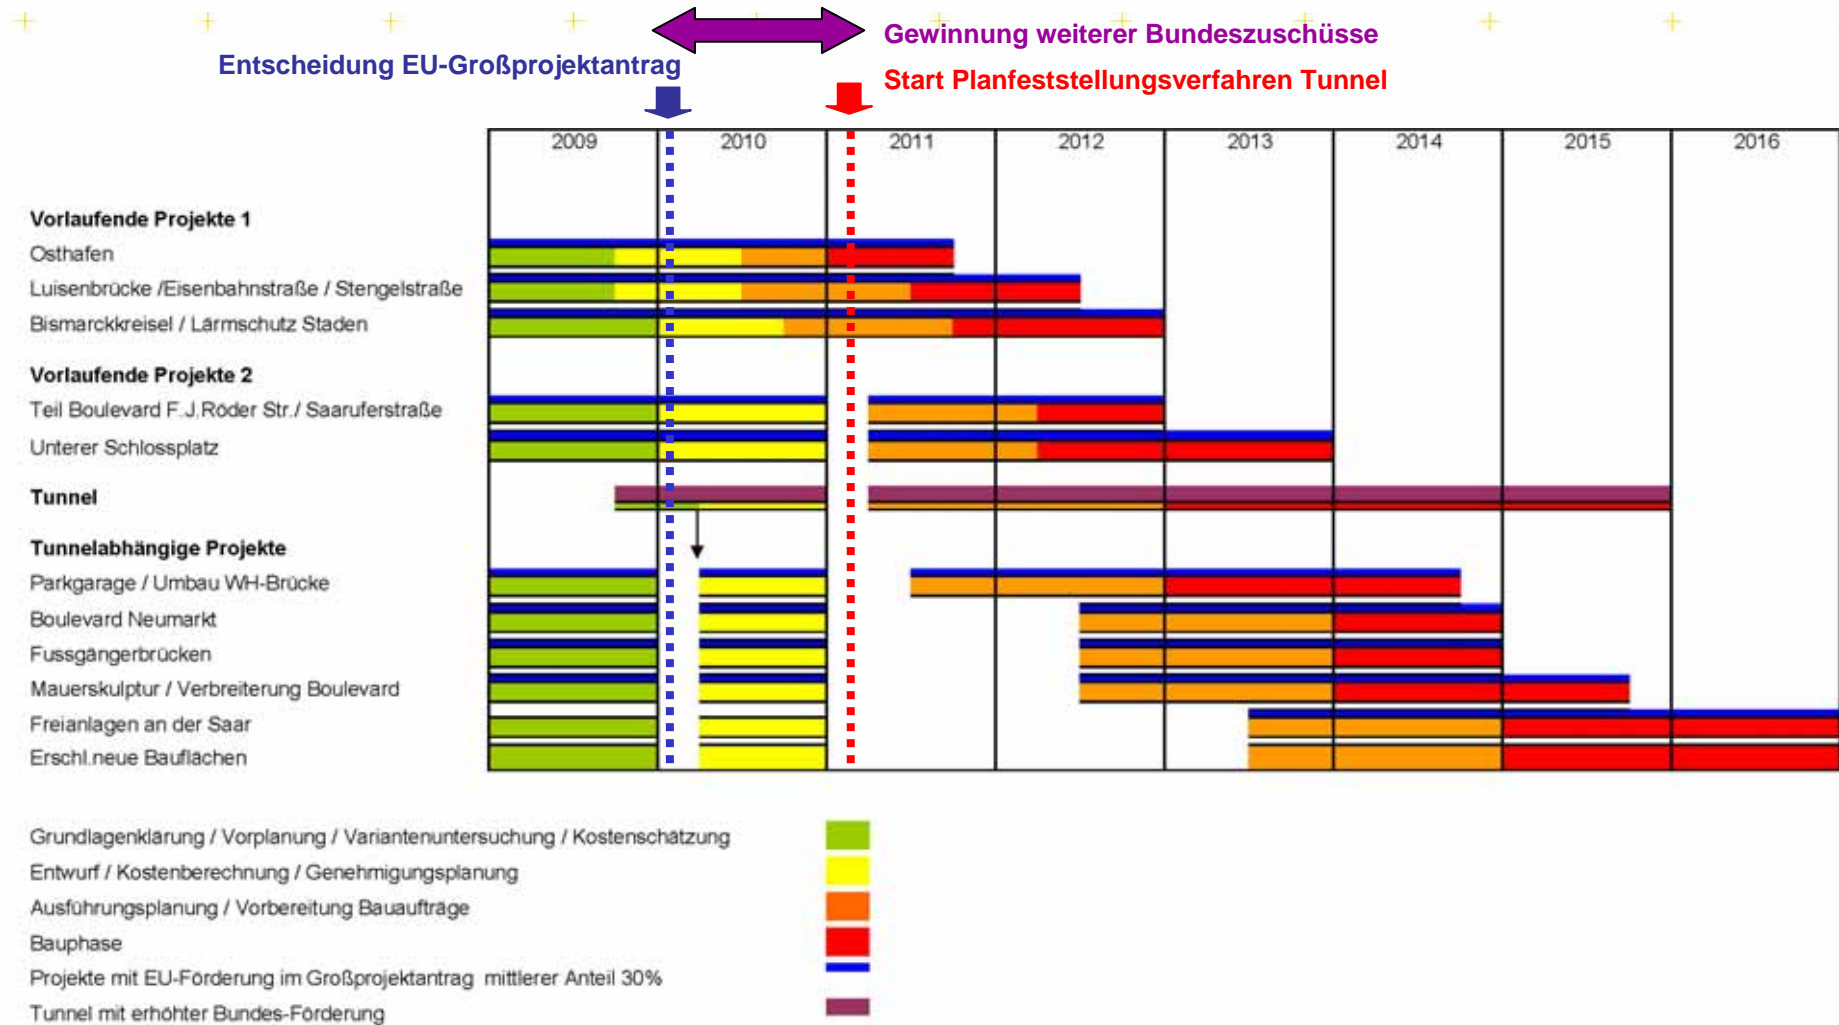 Gewinnung weiterer Bundeszuschüsse
Entscheidung EU-Großprojektantrag
Start Planfeststellungsverfahren Tunnel
2009 2010 2011 2012 2013 2014 2015 2016
Vorlaufende Projekte 1
Osthafen
Luisenbrücke /Eisenbahnstraße / Stengelstraße
Bismarckkreisel / Lärmschutz Staden
Vorlaufende Projekte 2
Teil Boulevard F.J.Röder Str./ Saaruferstraße
Unterer Schlossplatz
Tunnel
Tunnelabhängige Projekte
Parkgarage / Umbau WH-Brücke
Boulevard Neumarkt
Fussgängerbrücken
Mauerskulptur / Verbreiterung Boulevard
Freianlagen an der Saar
Erschl.neue Bauflächen
Grundlagenklärung / Vorplanung / Variantenuntersuchung / Kostenschätzung
Entwurf / Kostenberechnung / Genehmigungsplanung
Ausführungsplanung / Vorbereitung Bauaufträge
Bauphase
Projekte mit EU-Förderung im Großprojektantrag mittlerer Anteil 30%
Tunnel mit erhöhter Bundes-Förderung